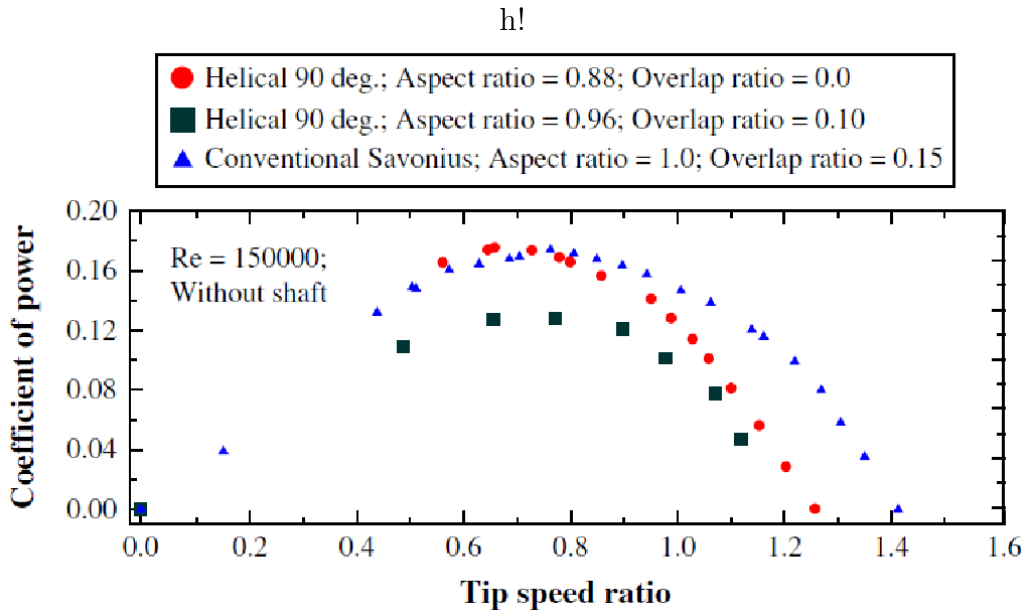 h!
Helical 90 deg.; Aspect ratio = 0.88; Overlap ratio = 0.0
Helical 90 deg.; Aspect ratio = 0.96; Overlap ratio = 0.10
Conventional Savonius; Aspect ratio = 1.0; Overlap ratio = 0.15
Coefficient of power
0.20
0.16
0.12
0.08
0.04
0.00
Re = 150000;
Without shaft
0.0 0.2 0.4 0.6 0.8 1.0 1.2 1.4 1.6
Tip speed ratio